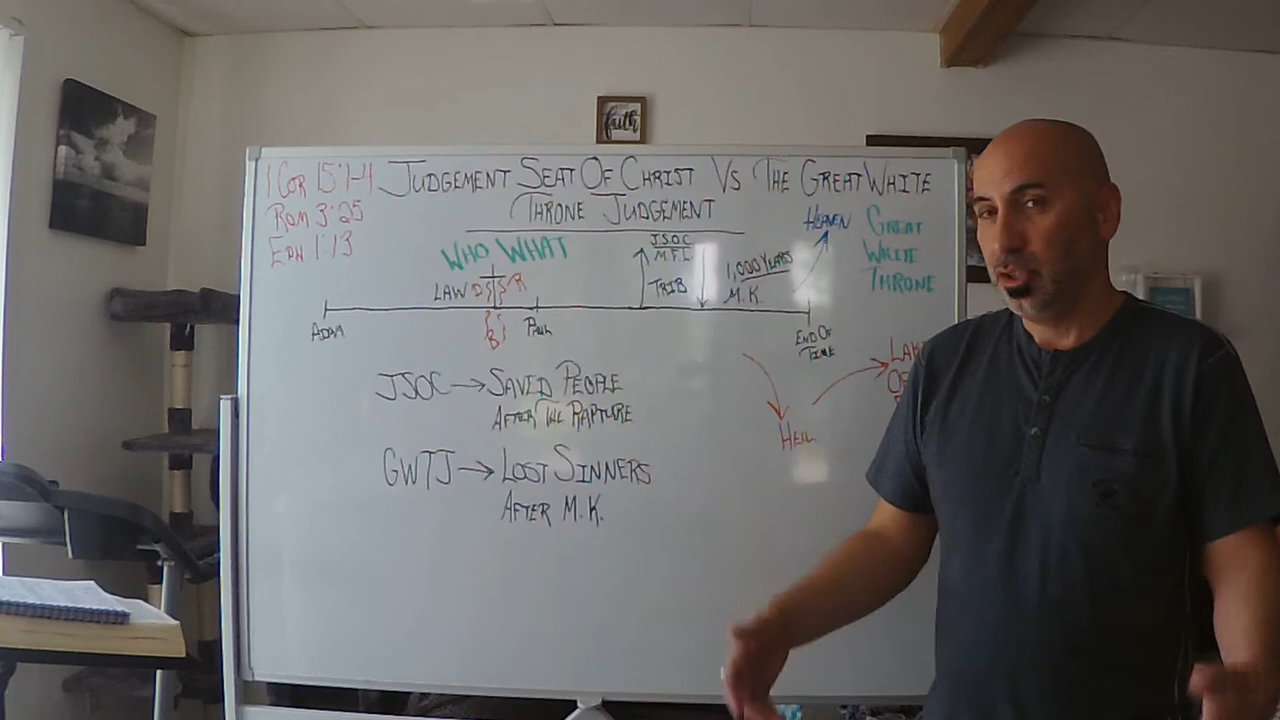 faith
1 COR 15:1-4
ROM 3:25
EPH 1:13
JUDGEMENT SEAT OF CHRIST VS THE GREAT WHITE
THRONE JUDGEMENT
WHO WHAT
JSOC
M.F.L
TRIB
1,000 YEARS
M.K.
HEAVEN
GREAT
WHITE
THRONE
LAW D R
B
ADAM
PAUL
END OF
TIME
JSOC → SAVED PEOPLE
AFTER THE RAPTURE
GWTJ → LOST SINNERS
AFTER M.K.
HELL
LAK
OF